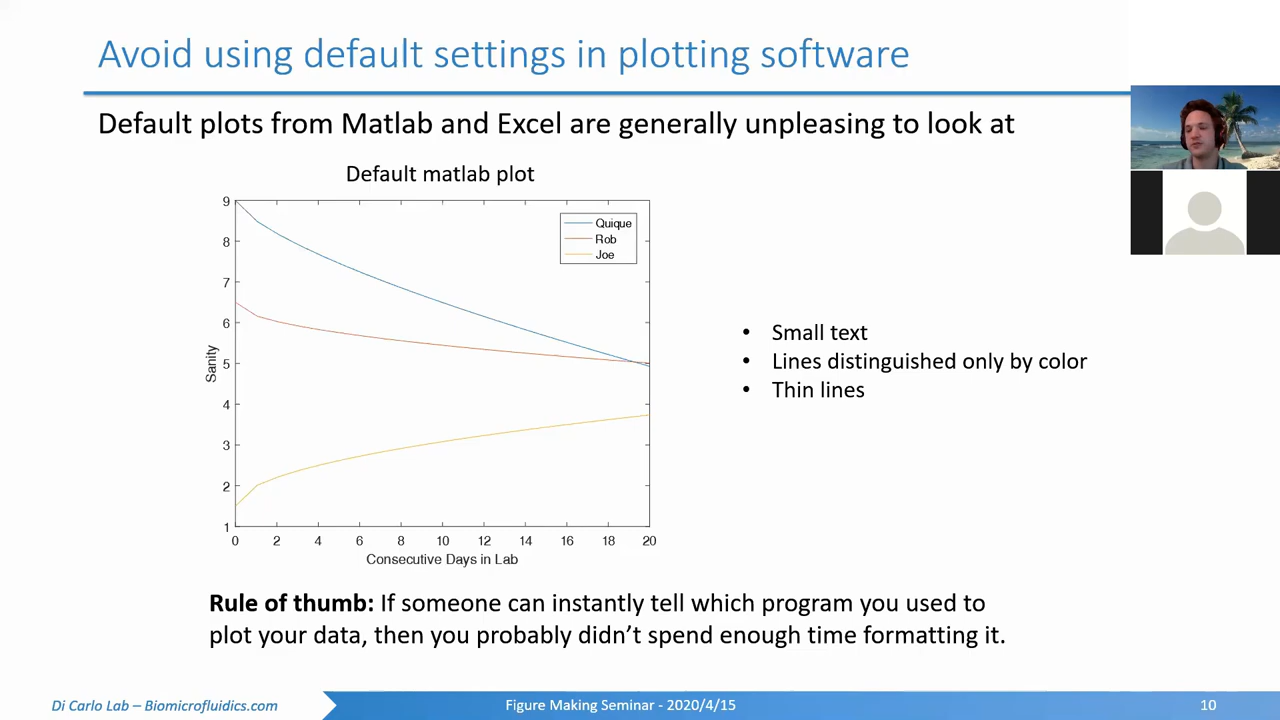 Avoid using default settings in plotting software
Default plots from Matlab and Excel are generally unpleasing to look at
Default matlab plot
9
8
7
6
5
4
3
2
1
Sanity
Quique
Rob
Joe
0 2 4 6 8 10 12 14 16 18 20
Consecutive Days in Lab
• Small text
• Lines distinguished only by color
• Thin lines
Rule of thumb: If someone can instantly tell which program you used to
plot your data, then you probably didn't spend enough time formatting it.
Di Carlo Lab – Biomicrofluidics.com
Figure Making Seminar - 2020/4/15
10